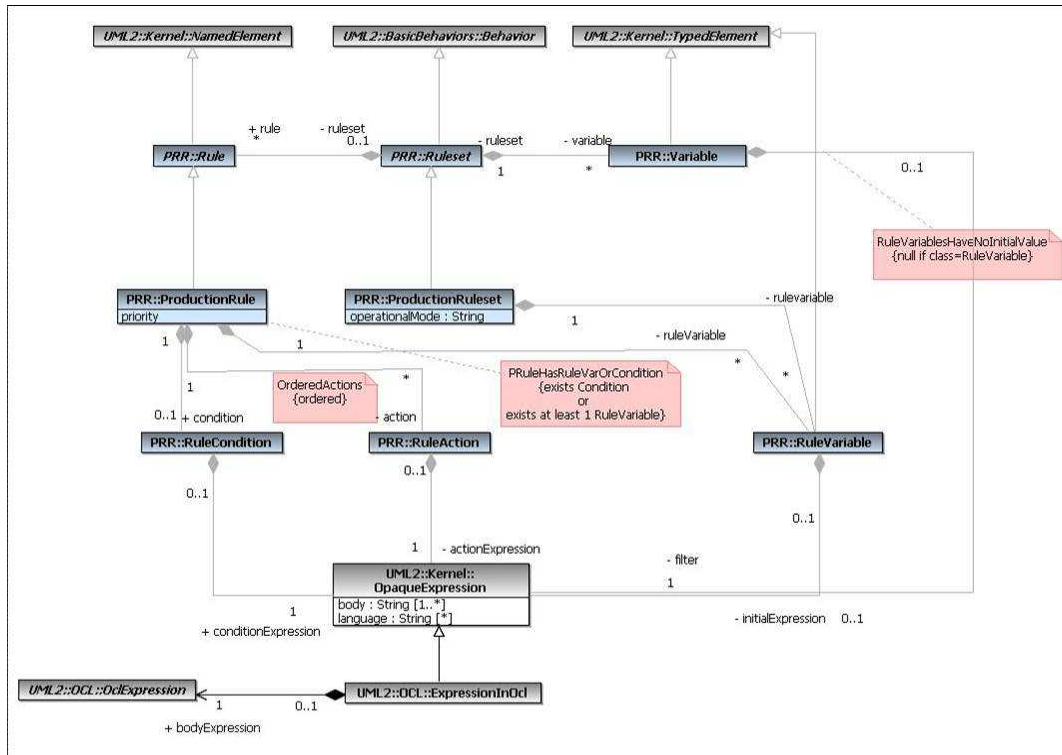 UML2::Kernel::NamedElement
UML2::BasicBehaviors::Behavior
UML2::Kernel::TypedElement
+ rule
*
- ruleset
0..1
- ruleset
1
- variable
*
PRR::Rule
PRR::Ruleset
PRR::Variable
0..1
RuleVariablesHaveNoInitialValue
{null if class=RuleVariable}
PRR::ProductionRule
priority
PRR::ProductionRuleset
operationalMode : String
- rulevariable
1
1
1
- ruleVariable
1
*
*
*
OrderedActions
{ordered}
PRuleHasRuleVarOrCondition
{exists Condition
or
exists at least 1 RuleVariable}
0..1
+ condition
- action
PRR::RuleCondition
PRR::RuleAction
PRR::RuleVariable
0..1
0..1
0..1
1
- actionExpression
- filter
1
UML2::Kernel::
OpaqueExpression
body : String [1..*]
language : String [*]
1
+ conditionExpression
- initialExpression
0..1
UML2::OCL::OclExpression
UML2::OCL::ExpressionInOcl
1
0..1
+ bodyExpression